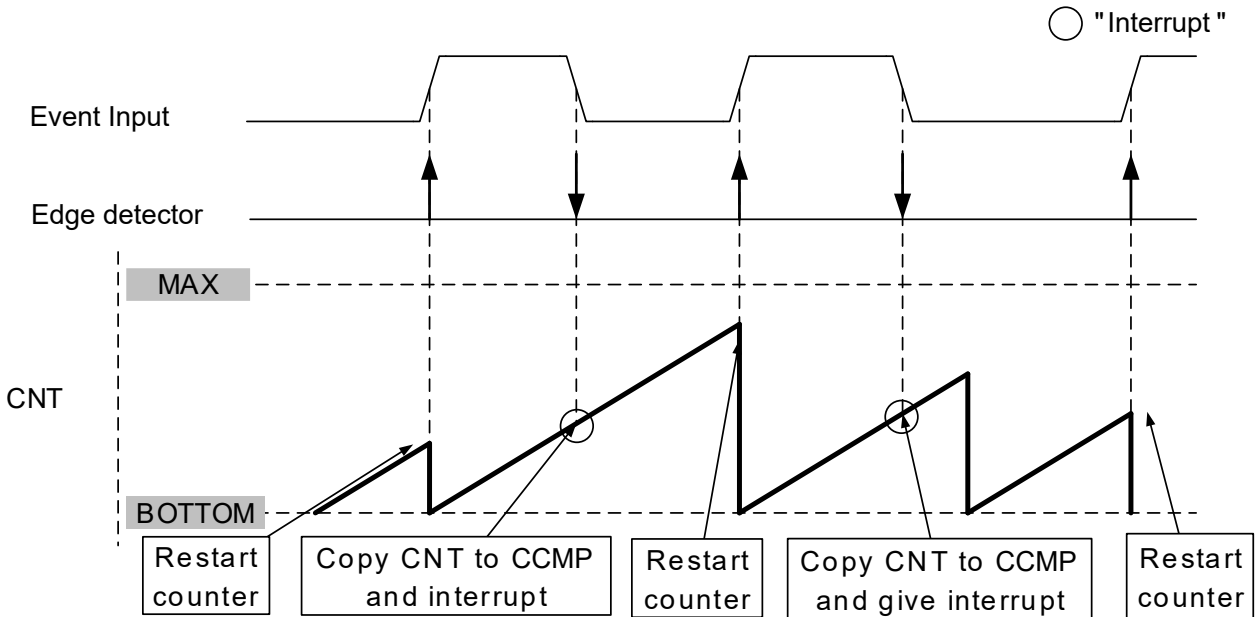 "Interrupt"
Event Input
Edge detector
MAX
CNT
BOTTOM
Restart
counter
Copy CNT to CCMP
and interrupt
Restart
counter
Copy CNT to CCMP
and give interrupt
Restart
counter